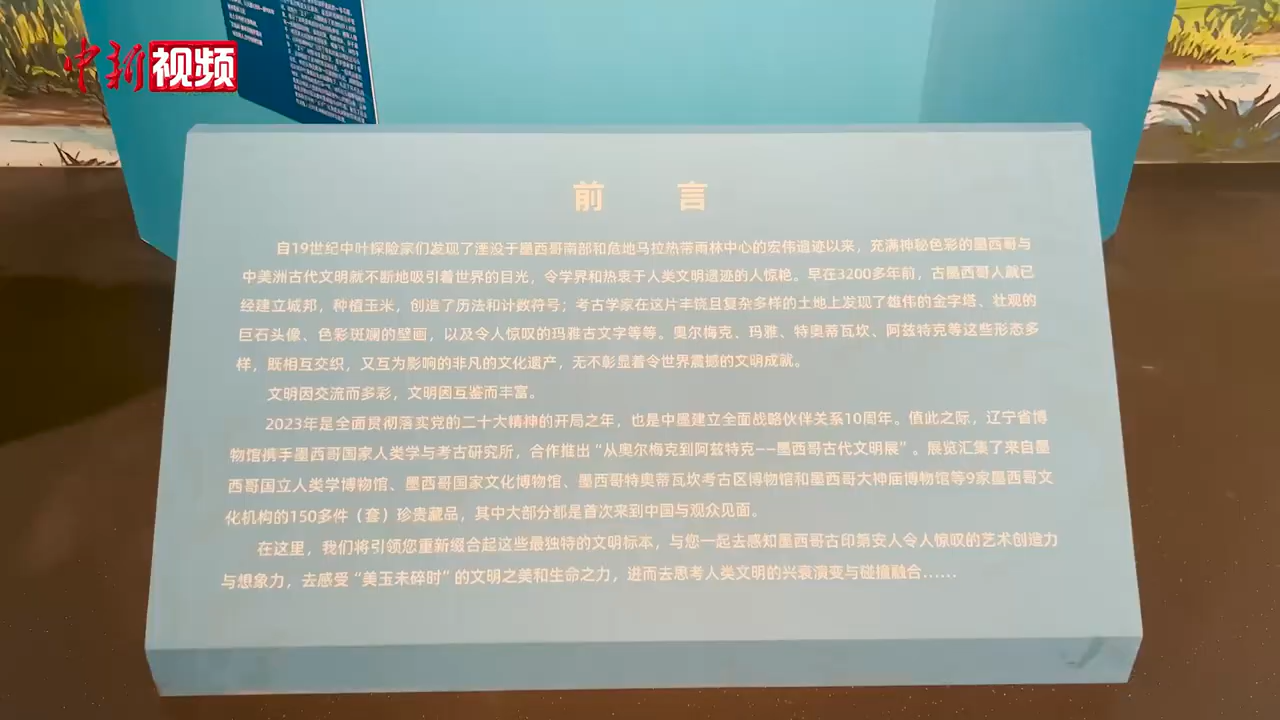 中新视频
前言
自19世纪中叶探险家们发现了湮没于墨西哥南部和危地马拉热带雨林中心的宏伟遗迹以来，充满神秘色彩的墨西哥与
中美洲古代文明就不断地吸引着世界的目光，令学界和热衷于人类文明遗迹的人惊艳。早在3200多年前，古墨西哥人就已
经建立城邦，种植玉米，创造了历法和计数符号；考古学家在这片丰饶且复杂多样的土地上发现了雄伟的金字塔、壮观的
巨石头像、色彩斑斓的壁画，以及令人惊叹的玛雅古文字等等。奥尔梅克、玛雅、特奥蒂瓦坎、阿兹特克等这些形态多
样，既相互交织，又互为影响的非凡的文化遗产，无不彰显着令世界震撼的文明成就。
文明因交流而多彩，文明因互鉴而丰富。
2023年是全面贯彻落实党的二十大精神的开局之年，也是中墨建立全面战略伙伴关系10周年。值此之际，辽宁省博
物馆携手墨西哥国家人类学与考古研究所，合作推出“从奥尔梅克到阿兹特克——墨西哥古代文明展”。展览汇集了来自墨
西哥国立人类学博物馆、墨西哥国家文化博物馆、墨西哥特奥蒂瓦坎考古区博物馆和墨西哥大神庙博物馆等9家墨西哥文
化机构的150多件（套）珍贵藏品，其中大部分都是首次来到中国与观众见面。
在这里，我们将引领您重新缀合起这些最独特的文明标本，与您一起去感知墨西哥古印第安人令人惊叹的艺术创造力
与想象力，去感受“美玉未碎时”的文明之美和生命之力，进而去思考人类文明的兴衰演变与碰撞融合……